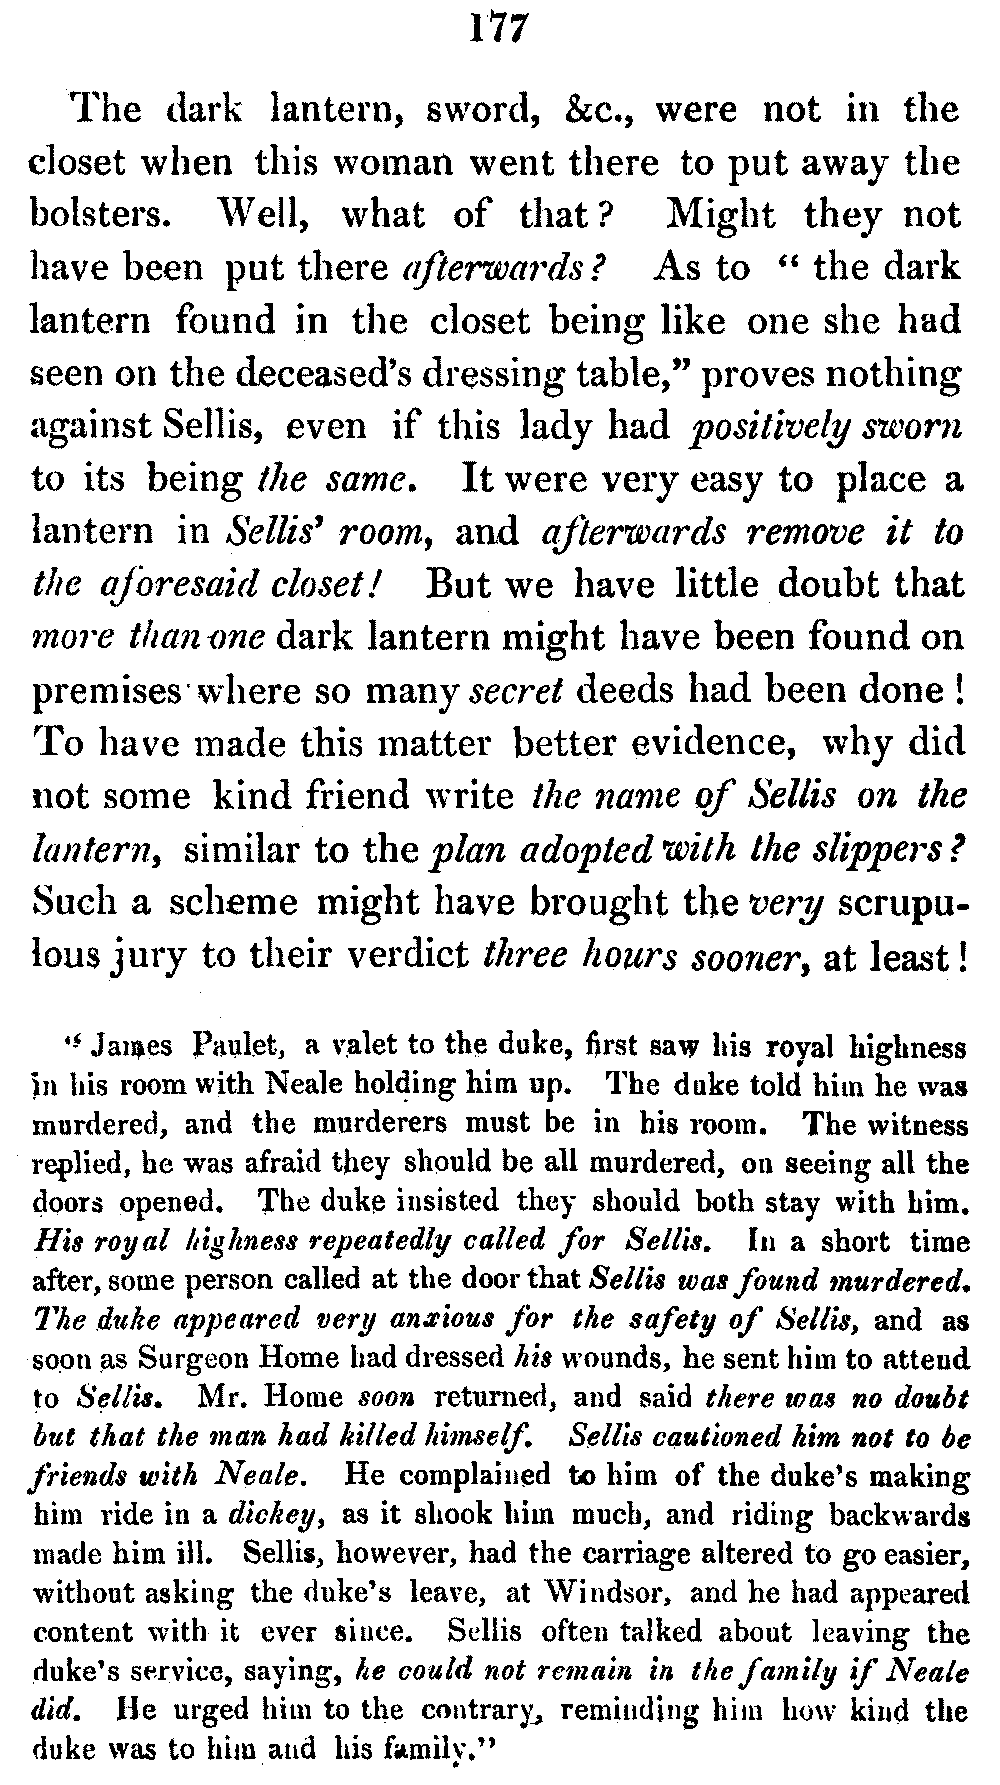 177
The dark lantern, sword, &c., were not in the
closet when this woman went there to put away the
bolsters. Well, what of that? Might they not
have been put there afterwards? As to “ the dark
lantern found in the closet being like one she had
seen on the deceased’s dressing table,” proves nothing
against Sellis, even if this lady had positively sworn
to its being the same. It were very easy to place a
lantern in Sellis’ room, and afterwards remove it to
the aforesaid closet! But we have little doubt that
more than one dark lantern might have been found on
premises where so many secret deeds had been done!
To have made this matter better evidence, why did
not some kind friend write the name of Sellis on the
lantern, similar to the plan adopted with the slippers?
Such a scheme might have brought the very scrupu-
lous jury to their verdict three hours sooner, at least!
“ James Paulet, a valet to the duke, first saw his royal highness
in his room with Neale holding him up. The duke told him he was
murdered, and the murderers must be in his room. The witness
replied, he was afraid they should be all murdered, on seeing all the
doors opened. The duke insisted they should both stay with him.
His royal highness repeatedly called for Sellis. In a short time
after, some person called at the door that Sellis was found murdered.
The duke appeared very anxious for the safety of Sellis, and as
soon as Surgeon Home had dressed his wounds, he sent him to attend
to Sellis. Mr. Home soon returned, and said there was no doubt
but that the man had killed himself. Sellis cautioned him not to be
friends with Neale. He complained to him of the duke’s making
him ride in a dickey, as it shook him much, and riding backwards
made him ill. Sellis, however, had the carriage altered to go easier,
without asking the duke’s leave, at Windsor, and he had appeared
content with it ever since. Sellis often talked about leaving the
duke’s service, saying, he could not remain in the family if Neale
did. He urged him to the contrary, reminding him how kind the
duke was to him and his family.”